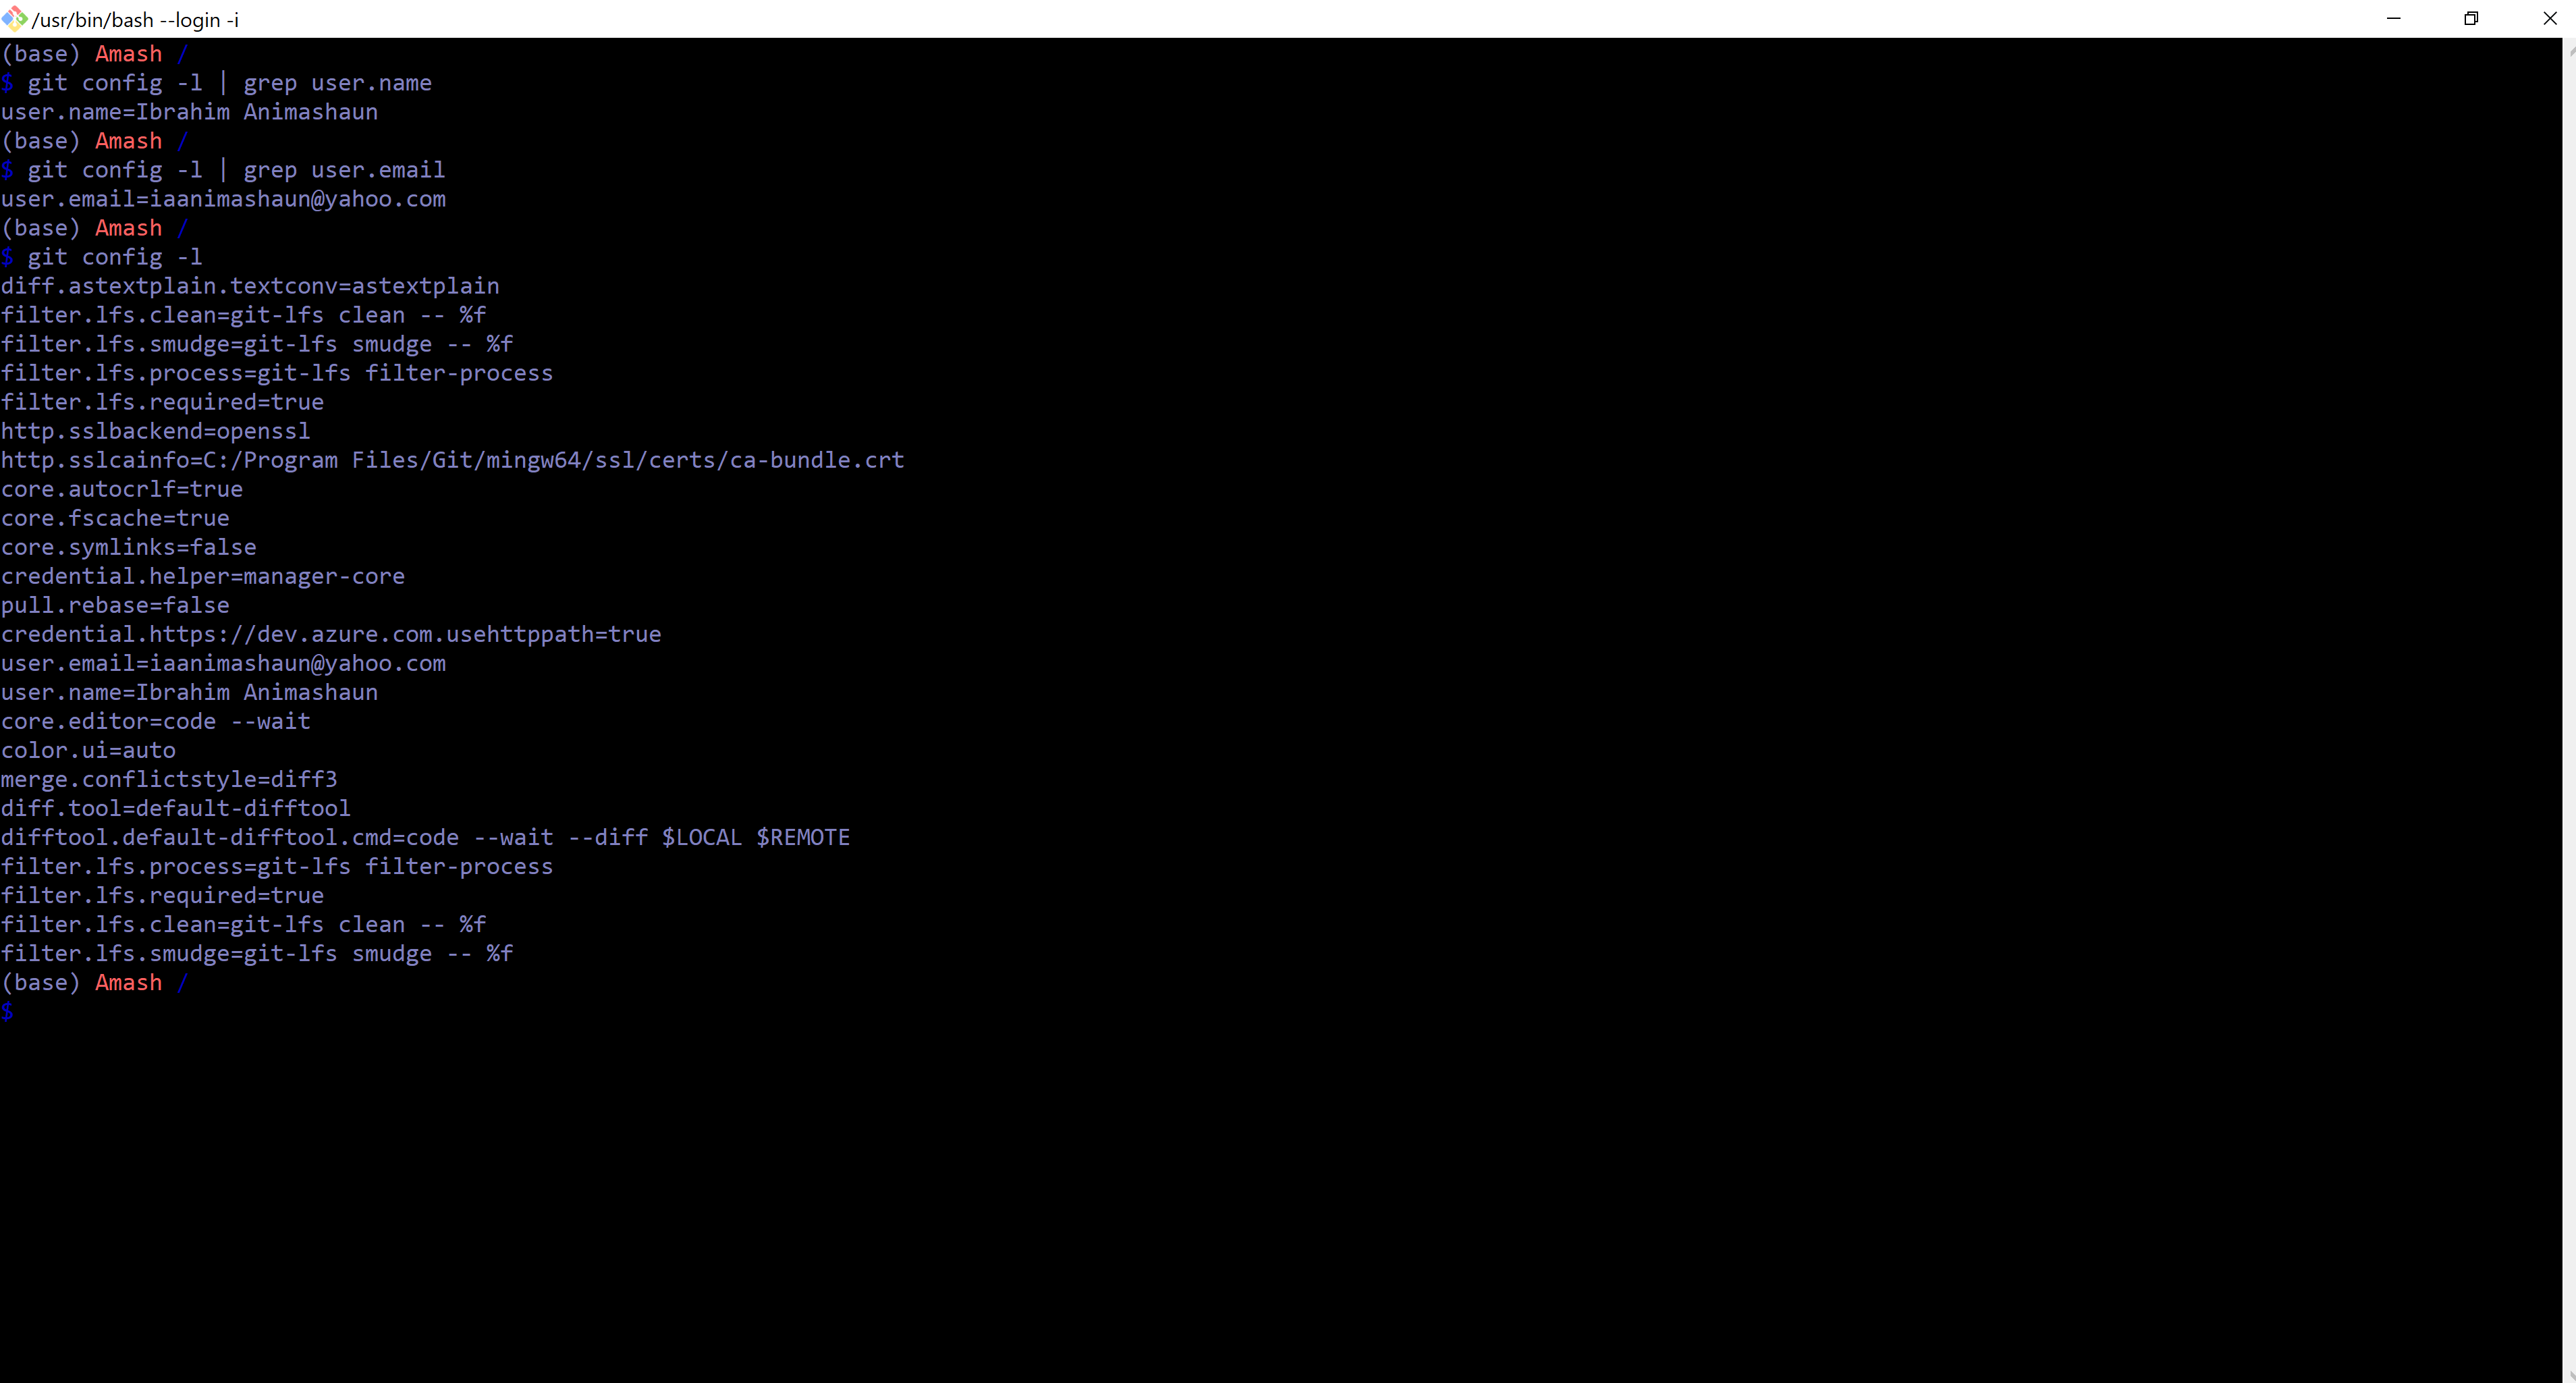 /usr/bin/bash --login -i
(base) Amash /
$ git config -l | grep user.name
user.name=Ibrahim Animashaun
(base) Amash /
$ git config -l | grep user.email
user.email=iaanimashaun@yahoo.com
(base) Amash /
$ git config -l
diff.astextplain.textconv=astextplain
filter.lfs.clean=git-lfs clean -- %f
filter.lfs.smudge=git-lfs smudge -- %f
filter.lfs.process=git-lfs filter-process
filter.lfs.required=true
http.sslbackend=openssl
http.sslcainfo=C:/Program Files/Git/mingw64/ssl/certs/ca-bundle.crt
core.autocrlf=true
core.fscache=true
core.symlinks=false
credential.helper=manager-core
pull.rebase=false
credential.https://dev.azure.com.usehttppath=true
user.email=iaanimashaun@yahoo.com
user.name=Ibrahim Animashaun
core.editor=code --wait
color.ui=auto
merge.conflictstyle=diff3
diff.tool=default-difftool
difftool.default-difftool.cmd=code --wait --diff $LOCAL $REMOTE
filter.lfs.process=git-lfs filter-process
filter.lfs.required=true
filter.lfs.clean=git-lfs clean -- %f
filter.lfs.smudge=git-lfs smudge -- %f
(base) Amash /
$